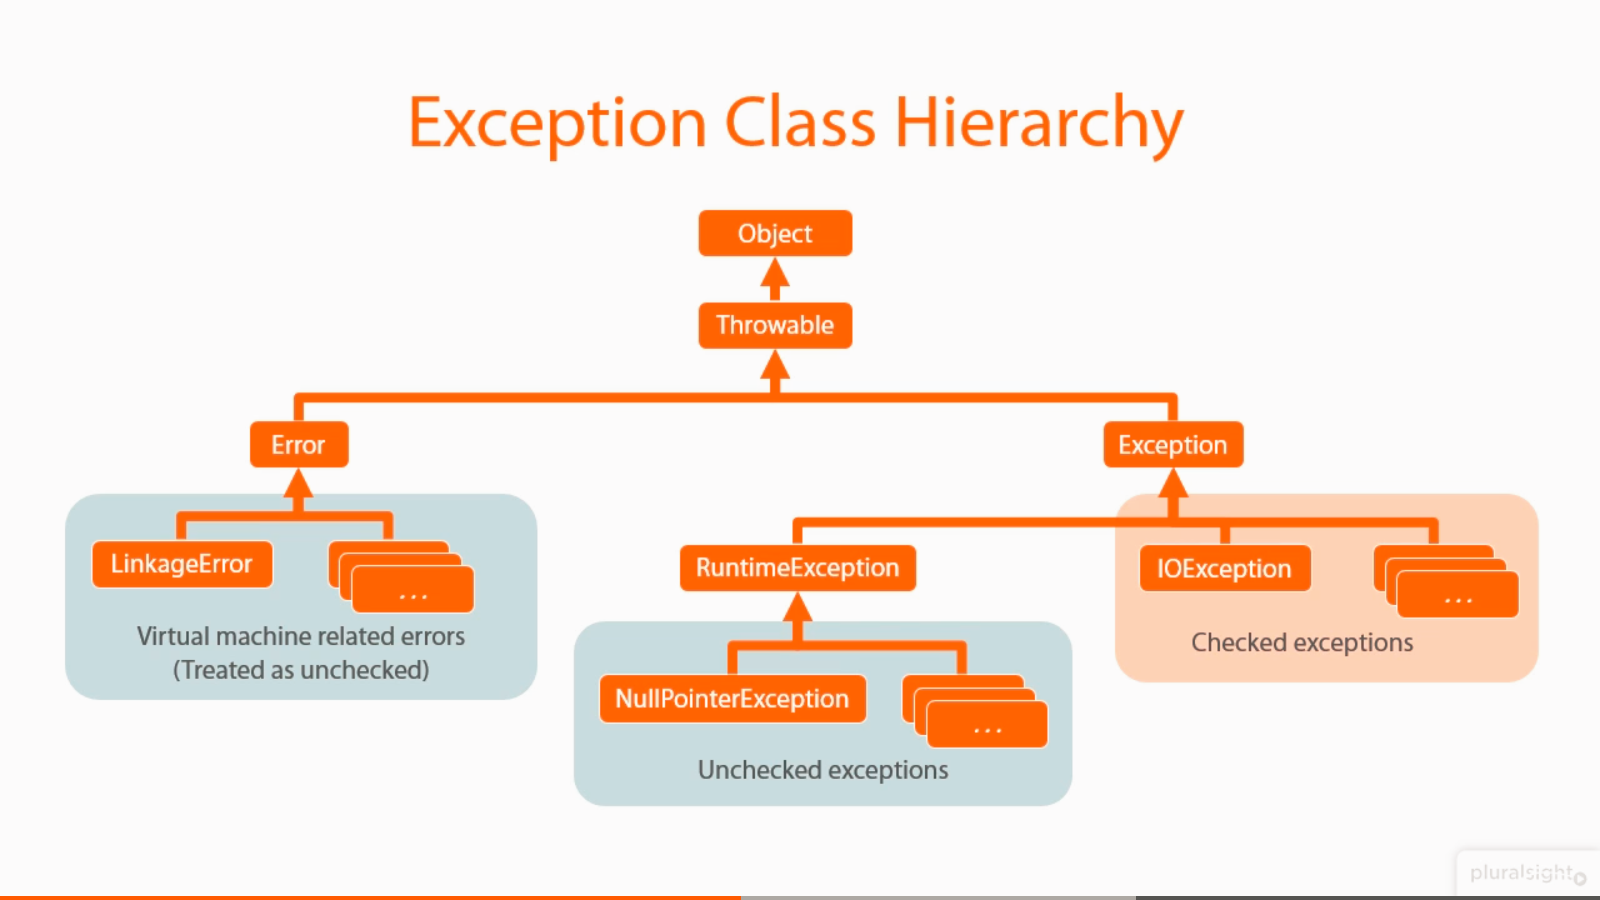 Exception Class Hierarchy
Object
Throwable
Error
Exception
LinkageError
...
Virtual machine related errors
(Treated as unchecked)
RuntimeException
IOException
...
Checked exceptions
NullPointerException
...
Unchecked exceptions
pluralsight